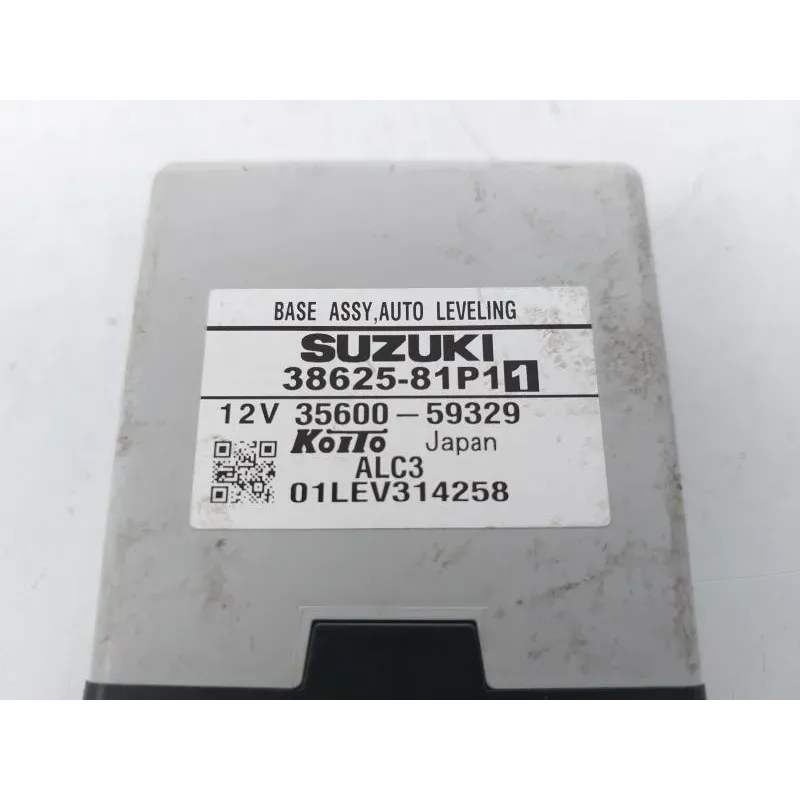 BASE ASSY,AUTO LEVELING
SUZUKI
38625-81P11
12V 35600-59329
KOITO Japan
ALC3
01LEV314258